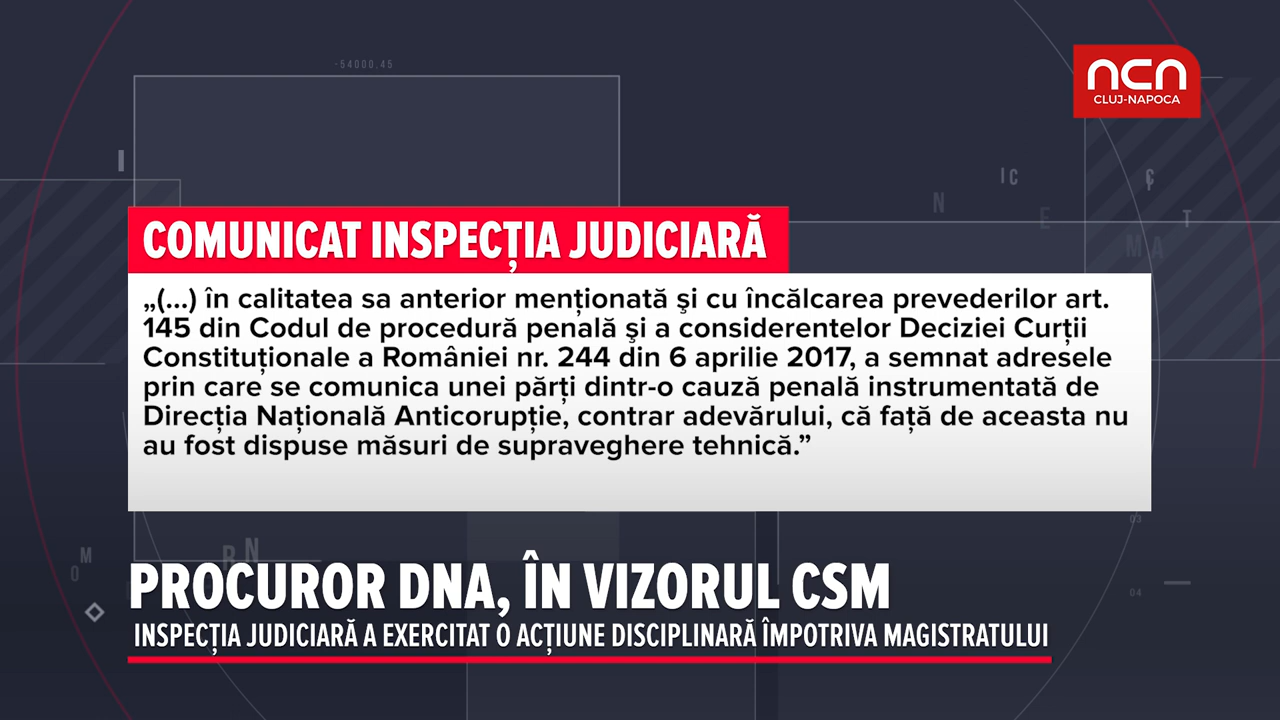 -54000.45
ncn
CLUJ-NAPOCA
I
I C
C
N
E
T
M A
COMUNICAT INSPECȚIA JUDICIARĂ
„(...) în calitatea sa anterior menționată şi cu încălcarea prevederilor art.
145 din Codul de procedură penală şi a considerentelor Deciziei Curții
Constituționale a României nr. 244 din 6 aprilie 2017, a semnat adresele
prin care se comunica unei părți dintr-o cauză penală instrumentată de
Direcția Națională Anticorupție, contrar adevărului, că față de aceasta nu
au fost dispuse măsuri de supraveghere tehnică.”
03
M
O
R N
04
PROCUROR DNA, ÎN VIZORUL CSM
INSPECȚIA JUDICIARĂ A EXERCITAT O ACȚIUNE DISCIPLINARĂ ÎMPOTRIVA MAGISTRATULUI